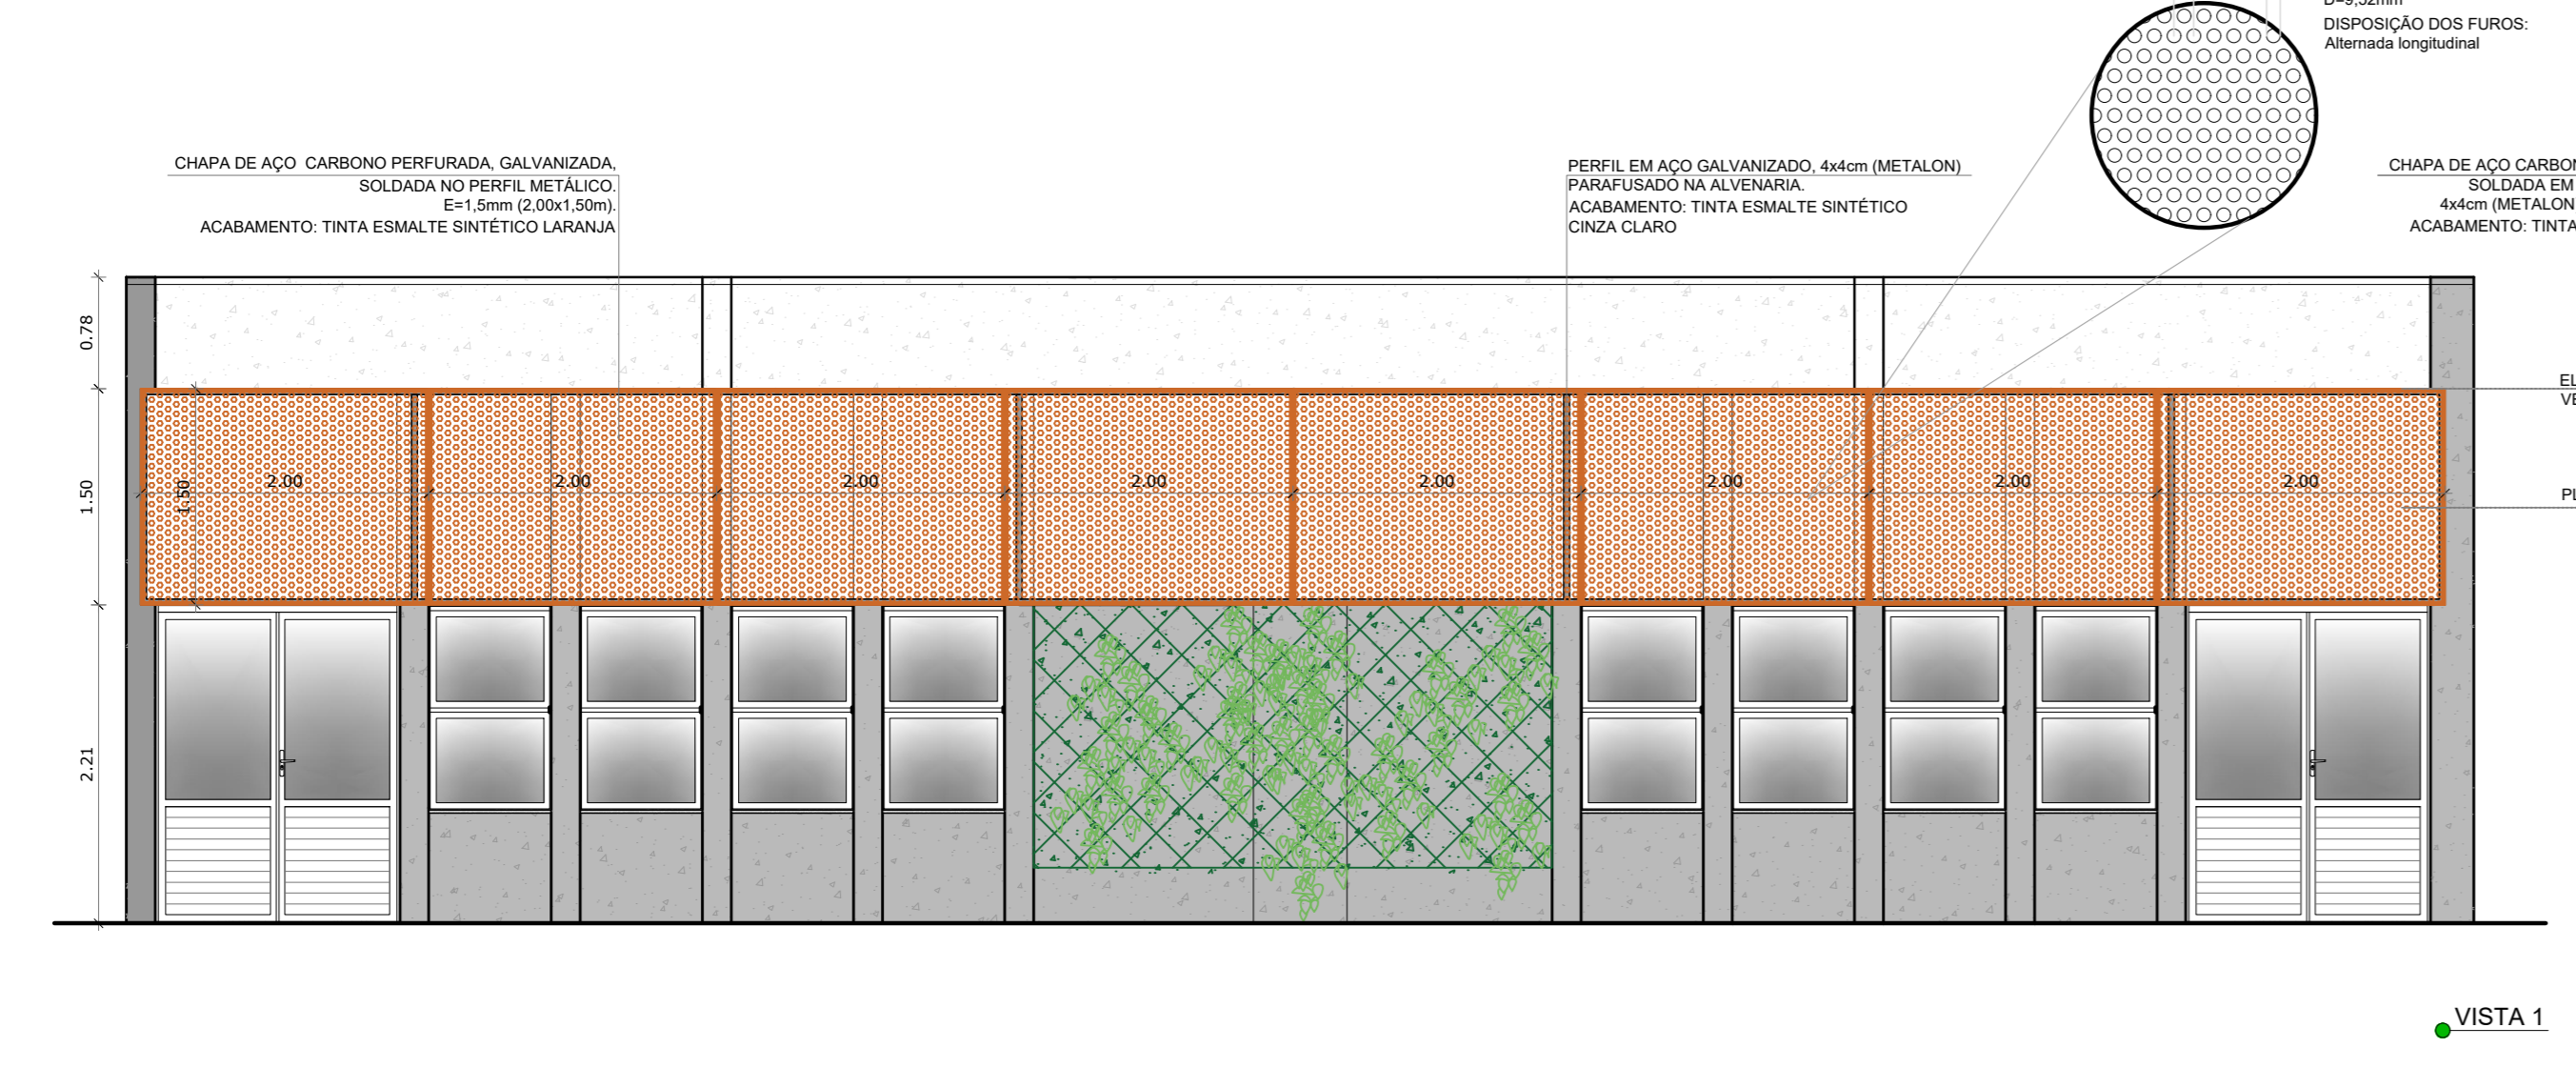 D=9,52mm
DISPOSIÇÃO DOS FUROS:
Alternada longitudinal
CHAPA DE AÇO CARBONO PERFURADA, GALVANIZADA,
SOLDADA NO PERFIL METÁLICO.
E=1,5mm (2,00x1,50m).
ACABAMENTO: TINTA ESMALTE SINTÉTICO LARANJA
PERFIL EM AÇO GALVANIZADO, 4x4cm (METALON)
PARAFUSADO NA ALVENARIA.
ACABAMENTO: TINTA ESMALTE SINTÉTICO
CINZA CLARO
CHAPA DE AÇO CARBON
SOLDADA EM
4x4cm (METALON
ACABAMENTO: TINTA
0.78
1.50
2.21
1.50
2.00
2.00
2.00
2.00
2.00
2.00
2.00
2.00
EL
VE
PL
VISTA 1